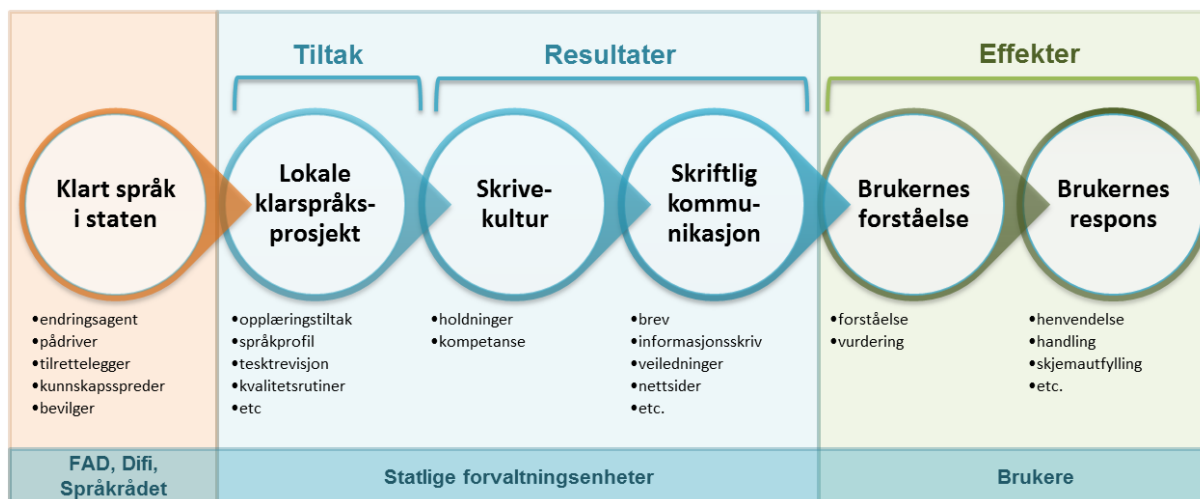 Tiltak
Resultater
Effekter
Klart språk
i staten
Lokale
klarspråks-
prosjekt
Skrive-
kultur
Skriftlig
kommu-
nikasjon
Brukernes
forståelse
Brukernes
respons
•endringsagent
•pådriver
•tilrettelegger
•kunnskapsspreder
•bevilger
•opplæringstiltak
•språkprofil
•tesktrevisjon
•kvalitetsrutiner
•etc
•holdninger
•kompetanse
•brev
•informasjonsskriv
•veiledninger
•nettsider
•etc.
•forståelse
•vurdering
•henvendelse
•handling
•skjemautfylling
•etc.
FAD, Difi,
Språkrådet
Statlige forvaltningsenheter
Brukere